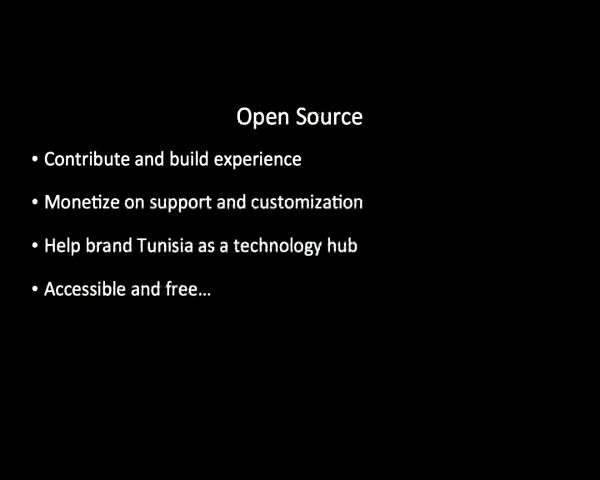 Open Source
• Contribute and build experience
• Monetize on support and customization
• Help brand Tunisia as a technology hub
• Accessible and free...